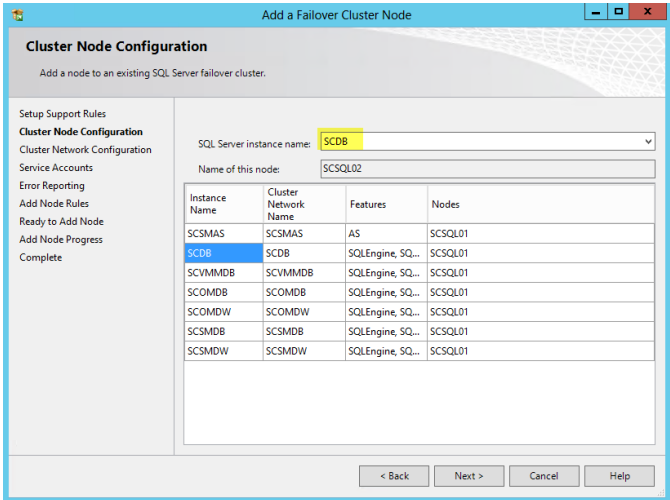 Add a Failover Cluster Node
Cluster Node Configuration
Add a node to an existing SQL Server failover cluster.
Setup Support Rules
Cluster Node Configuration
Cluster Network Configuration
Service Accounts
Error Reporting
Add Node Rules
Ready to Add Node
Add Node Progress
Complete
SQL Server instance name: SCDB
Name of this node: SCSQL02
Instance Name Cluster Network Name Features Nodes
SCSMAS SCSMAS AS SCSQL01
SCDB SCDB SQLEngine, SQ... SCSQL01
SCVMMDB SCVMMDB SQLEngine, SQ... SCSQL01
SCOMDB SCOMDB SQLEngine, SQ... SCSQL01
SCOMDW SCOMDW SQLEngine, SQ... SCSQL01
SCSMDB SCSMDB SQLEngine, SQ... SCSQL01
SCSMDW SCSMDW SQLEngine, SQ... SCSQL01
< Back Next > Cancel Help